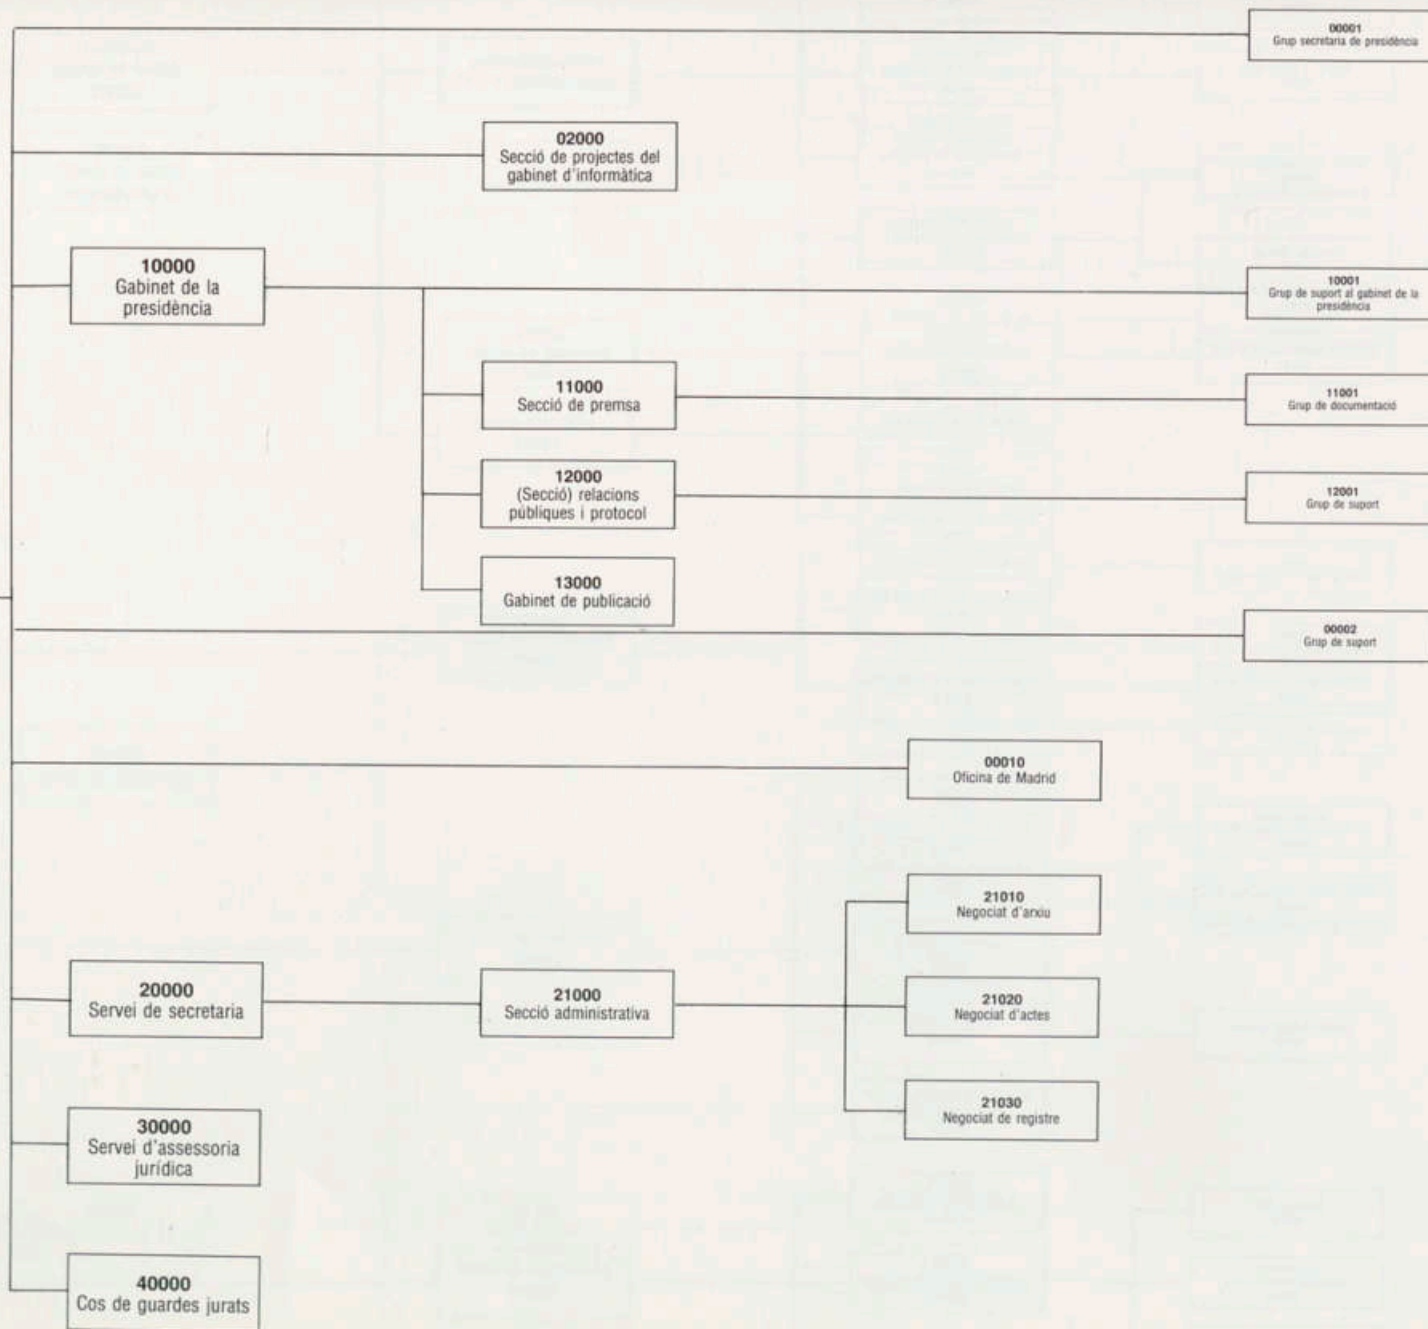 00001
Grup secretaria de presidència
02000
Secció de projectes del
gabinet d'informàtica
10000
Gabinet de la
presidència
10001
Grup de suport al gabinet de la
presidència
11000
Secció de premsa
11001
Grup de documentació
12000
(Secció) relacions
públiques i protocol
12001
Grup de suport
13000
Gabinet de publicació
00002
Grup de suport
00010
Oficina de Madrid
21010
Negociat d'arxiu
20000
Servei de secretaria
21000
Secció administrativa
21020
Negociat d'actes
21030
Negociat de registre
30000
Servei d'assessoria
jurídica
40000
Cos de guardes jurats